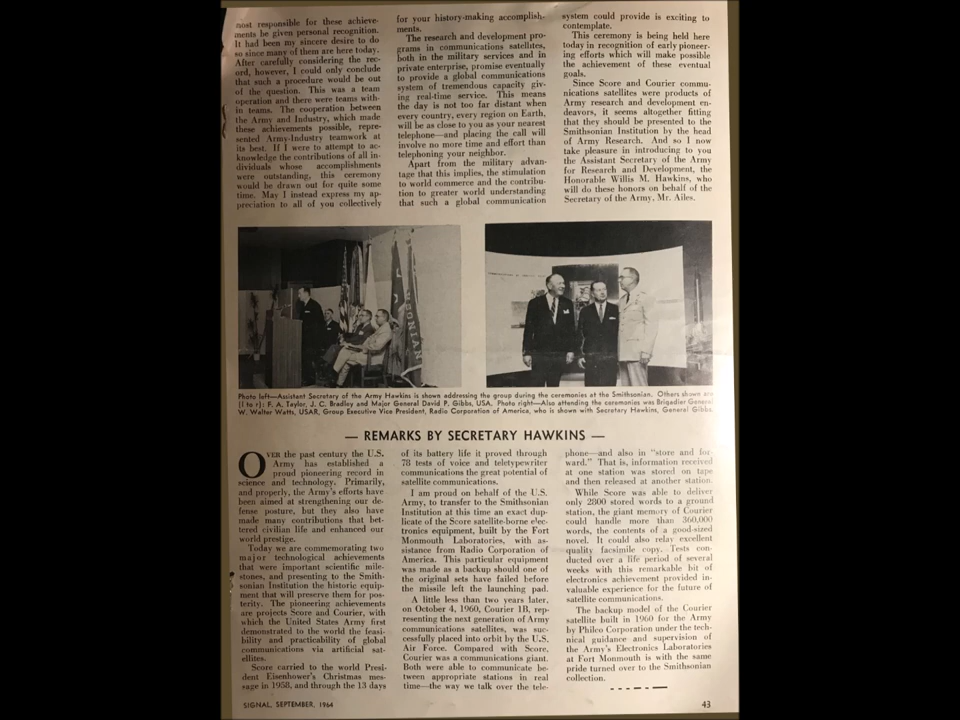 most responsible for these achieve-
ments be given personal recognition.
It had been my sincere desire to do
so since many of them are here today.
After carefully considering the rec-
ord, however, I could only conclude
that such a procedure would be out
of the question. This was a team
operation and there were teams with-
in teams. The cooperation between
the Army and Industry, which made
these achievements possible, repre-
sented Army-Industry teamwork at
its best. If I were to attempt to ac-
knowledge the contributions of all in-
dividuals whose accomplishments
were outstanding, this ceremony
would be drawn out for quite some
time. May I instead express my ap-
preciation to all of you collectively
for your history-making accomplish-
ments.
The research and development pro-
grams in communications satellites,
both in the military services and in
private enterprise, promise eventually
to provide a global communications
system of tremendous capacity giv-
ing real-time service. This means
the day is not too far distant when
every country, every region on Earth,
will be as close to you as your nearest
telephone—and placing the call will
involve no more time and effort than
telephoning your neighbor.
Apart from the military advan-
tage that this implies, the stimulation
to world commerce and the contribu-
tion to greater world understanding
that such a global communication
system could provide is exciting to
contemplate.
This ceremony is being held here
today in recognition of early pioneer-
ing efforts which will make possible
the achievement of these eventual
goals.
Since Score and Courier commu-
nications satellites were products of
Army research and development en-
deavors, it seems altogether fitting
that they should be presented to the
Smithsonian Institution by the head
of Army Research. And so I now
take pleasure in introducing to you
the Assistant Secretary of the Army
for Research and Development, the
Honorable Willis M. Hawkins, who
will do these honors on behalf of the
Secretary of the Army, Mr. Ailes.
SONIAN
Photo left—Assistant Secretary of the Army Hawkins is shown addressing the group during the ceremonies at the Smithsonian. Others shown are
(l to r): F. A. Taylor, J. C. Bradley and Major General David P. Gibbs, USA. Photo right—Also attending the ceremonies was Brigadier General
W. Walter Watts, USAR, Group Executive Vice President, Radio Corporation of America, who is shown with Secretary Hawkins, General Gibbs.
— REMARKS BY SECRETARY HAWKINS —
OVER the past century the U.S.
Army has established a
proud pioneering record in
science and technology. Primarily,
and properly, the Army's efforts have
been aimed at strengthening our de-
fense posture, but they also have
made many contributions that bet-
tered civilian life and enhanced our
world prestige.
Today we are commemorating two
major technological achievements
that were important scientific mile-
stones, and presenting to the Smith-
sonian Institution the historic equip-
ment that will preserve them for pos-
terity. The pioneering achievements
are projects Score and Courier, with
which the United States Army first
demonstrated to the world the feasi-
bility and practicability of global
communications via artificial sat-
ellites.
Score carried to the world Presi-
dent Eisenhower's Christmas mes-
sage in 1958, and through the 13 days
of its battery life it proved through
78 tests of voice and teletypewriter
communications the great potential of
satellite communications.
I am proud on behalf of the U.S.
Army, to transfer to the Smithsonian
Institution at this time an exact dup-
licate of the Score satellite-borne elec-
tronics equipment, built by the Fort
Monmouth Laboratories, with as-
sistance from Radio Corporation of
America. This particular equipment
was made as a backup should one of
the original sets have failed before
the missile left the launching pad.
A little less than two years later,
on October 4, 1960, Courier 1B, rep-
resenting the next generation of Army
communications satellites, was suc-
cessfully placed into orbit by the U.S.
Air Force. Compared with Score,
Courier was a communications giant.
Both were able to communicate be-
tween appropriate stations in real
time—the way we talk over the tele-
phone—and also in "store and for-
ward." That is, information received
at one station was stored on tape
and then released at another station.
While Score was able to deliver
only 2800 stored words to a ground
station, the giant memory of Courier
could handle more than 360,000
words, the contents of a good-sized
novel. It could also relay excellent
quality facsimile copy. Tests con-
ducted over a life period of several
weeks with this remarkable bit of
electronics achievement provided in-
valuable experience for the future of
satellite communications.
The backup model of the Courier
satellite built in 1960 for the Army
by Philco Corporation under the tech-
nical guidance and supervision of
the Army's Electronics Laboratories
at Fort Monmouth is with the same
pride turned over to the Smithsonian
collection.
SIGNAL, SEPTEMBER, 1964
43